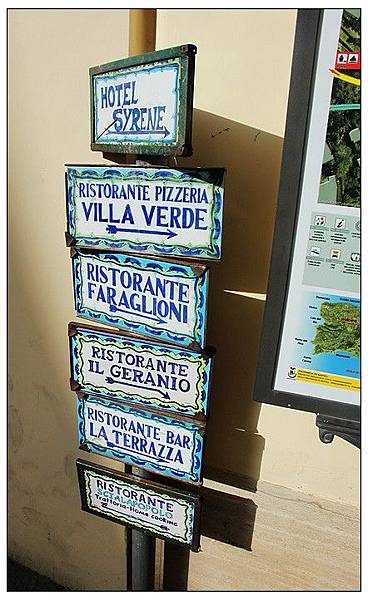 HOTEL
SYRENE
RISTORANTE PIZZERIA
VILLA VERDE
RISTORANTE
FARAGLIONI
RISTORANTE
IL GERANIO
RISTORANTE BAR
LA TERRAZZA
RISTORANTE
SCIALAPOPOLO
Trattoria-Home cooking